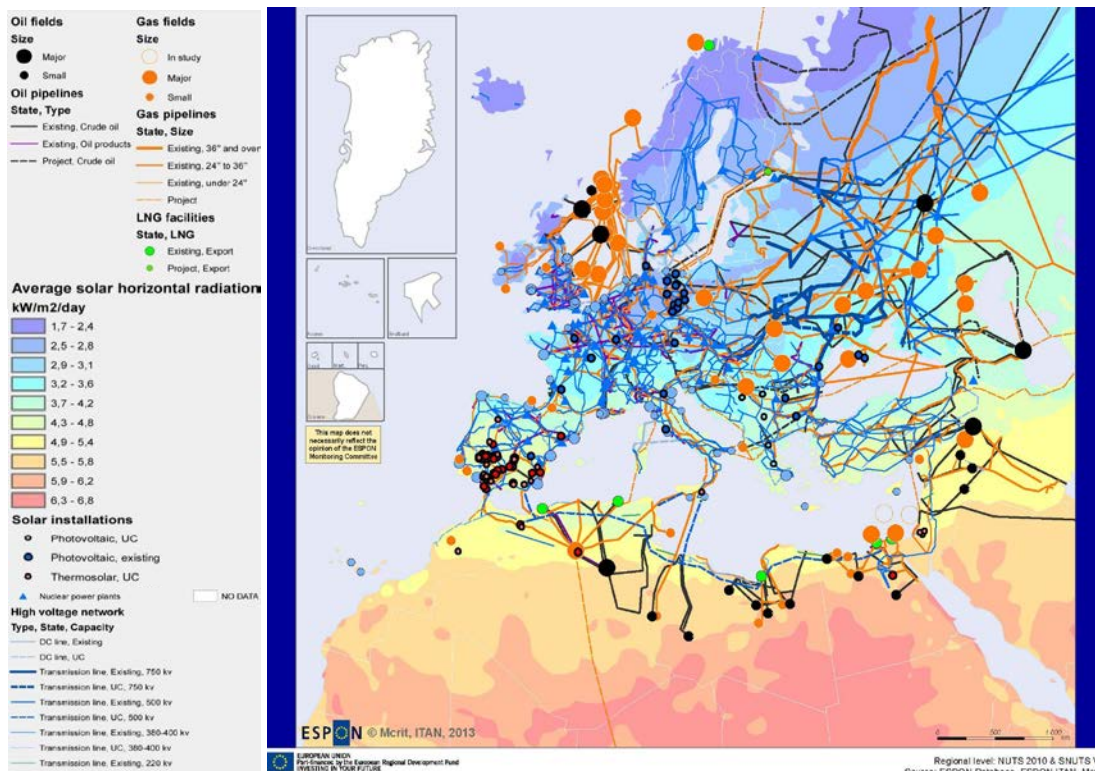 Oil fields
Size
Major
Small
Oil pipelines
State, Type
Existing, Crude oil
Existing, Oil products
Project, Crude oil
Gas fields
Size
In study
Major
Small
Gas pipelines
State, Size
Existing, 36" and over
Existing, 24" to 36"
Existing, under 24"
Project
LNG facilities
State, LNG
Existing, Export
Project, Export
Average solar horizontal radiation
kW/m2/day
1,7 - 2,4
2,5 - 2,8
2,9 - 3,1
3,2 - 3,6
3,7 - 4,2
4,3 - 4,8
4,9 - 5,4
5,5 - 5,8
5,9 - 6,2
6,3 - 6,8
Solar installations
Photovoltaic, UC
Photovoltaic, existing
Thermosolar, UC
Nuclear power plants
NO DATA
High voltage network
Type, State, Capacity
DC line, Existing
DC line, UC
Transmission line, Existing, 750 kv
Transmission line, UC, 750 kv
Transmission line, Existing, 500 kv
Transmission line, UC, 500 kv
Transmission line, Existing, 380-400 kv
Transmission line, UC, 380-400 kv
Transmission line, Existing, 220 kv
This map does not
necessarily reflect the
opinion of the ESPON
Monitoring Committee
ESPON © Mcrit, ITAN, 2013
EUROPEAN UNION
Part-financed by the European Regional Development Fund
INVESTING IN YOUR FUTURE
Regional level: NUTS 2010 & SNUTS